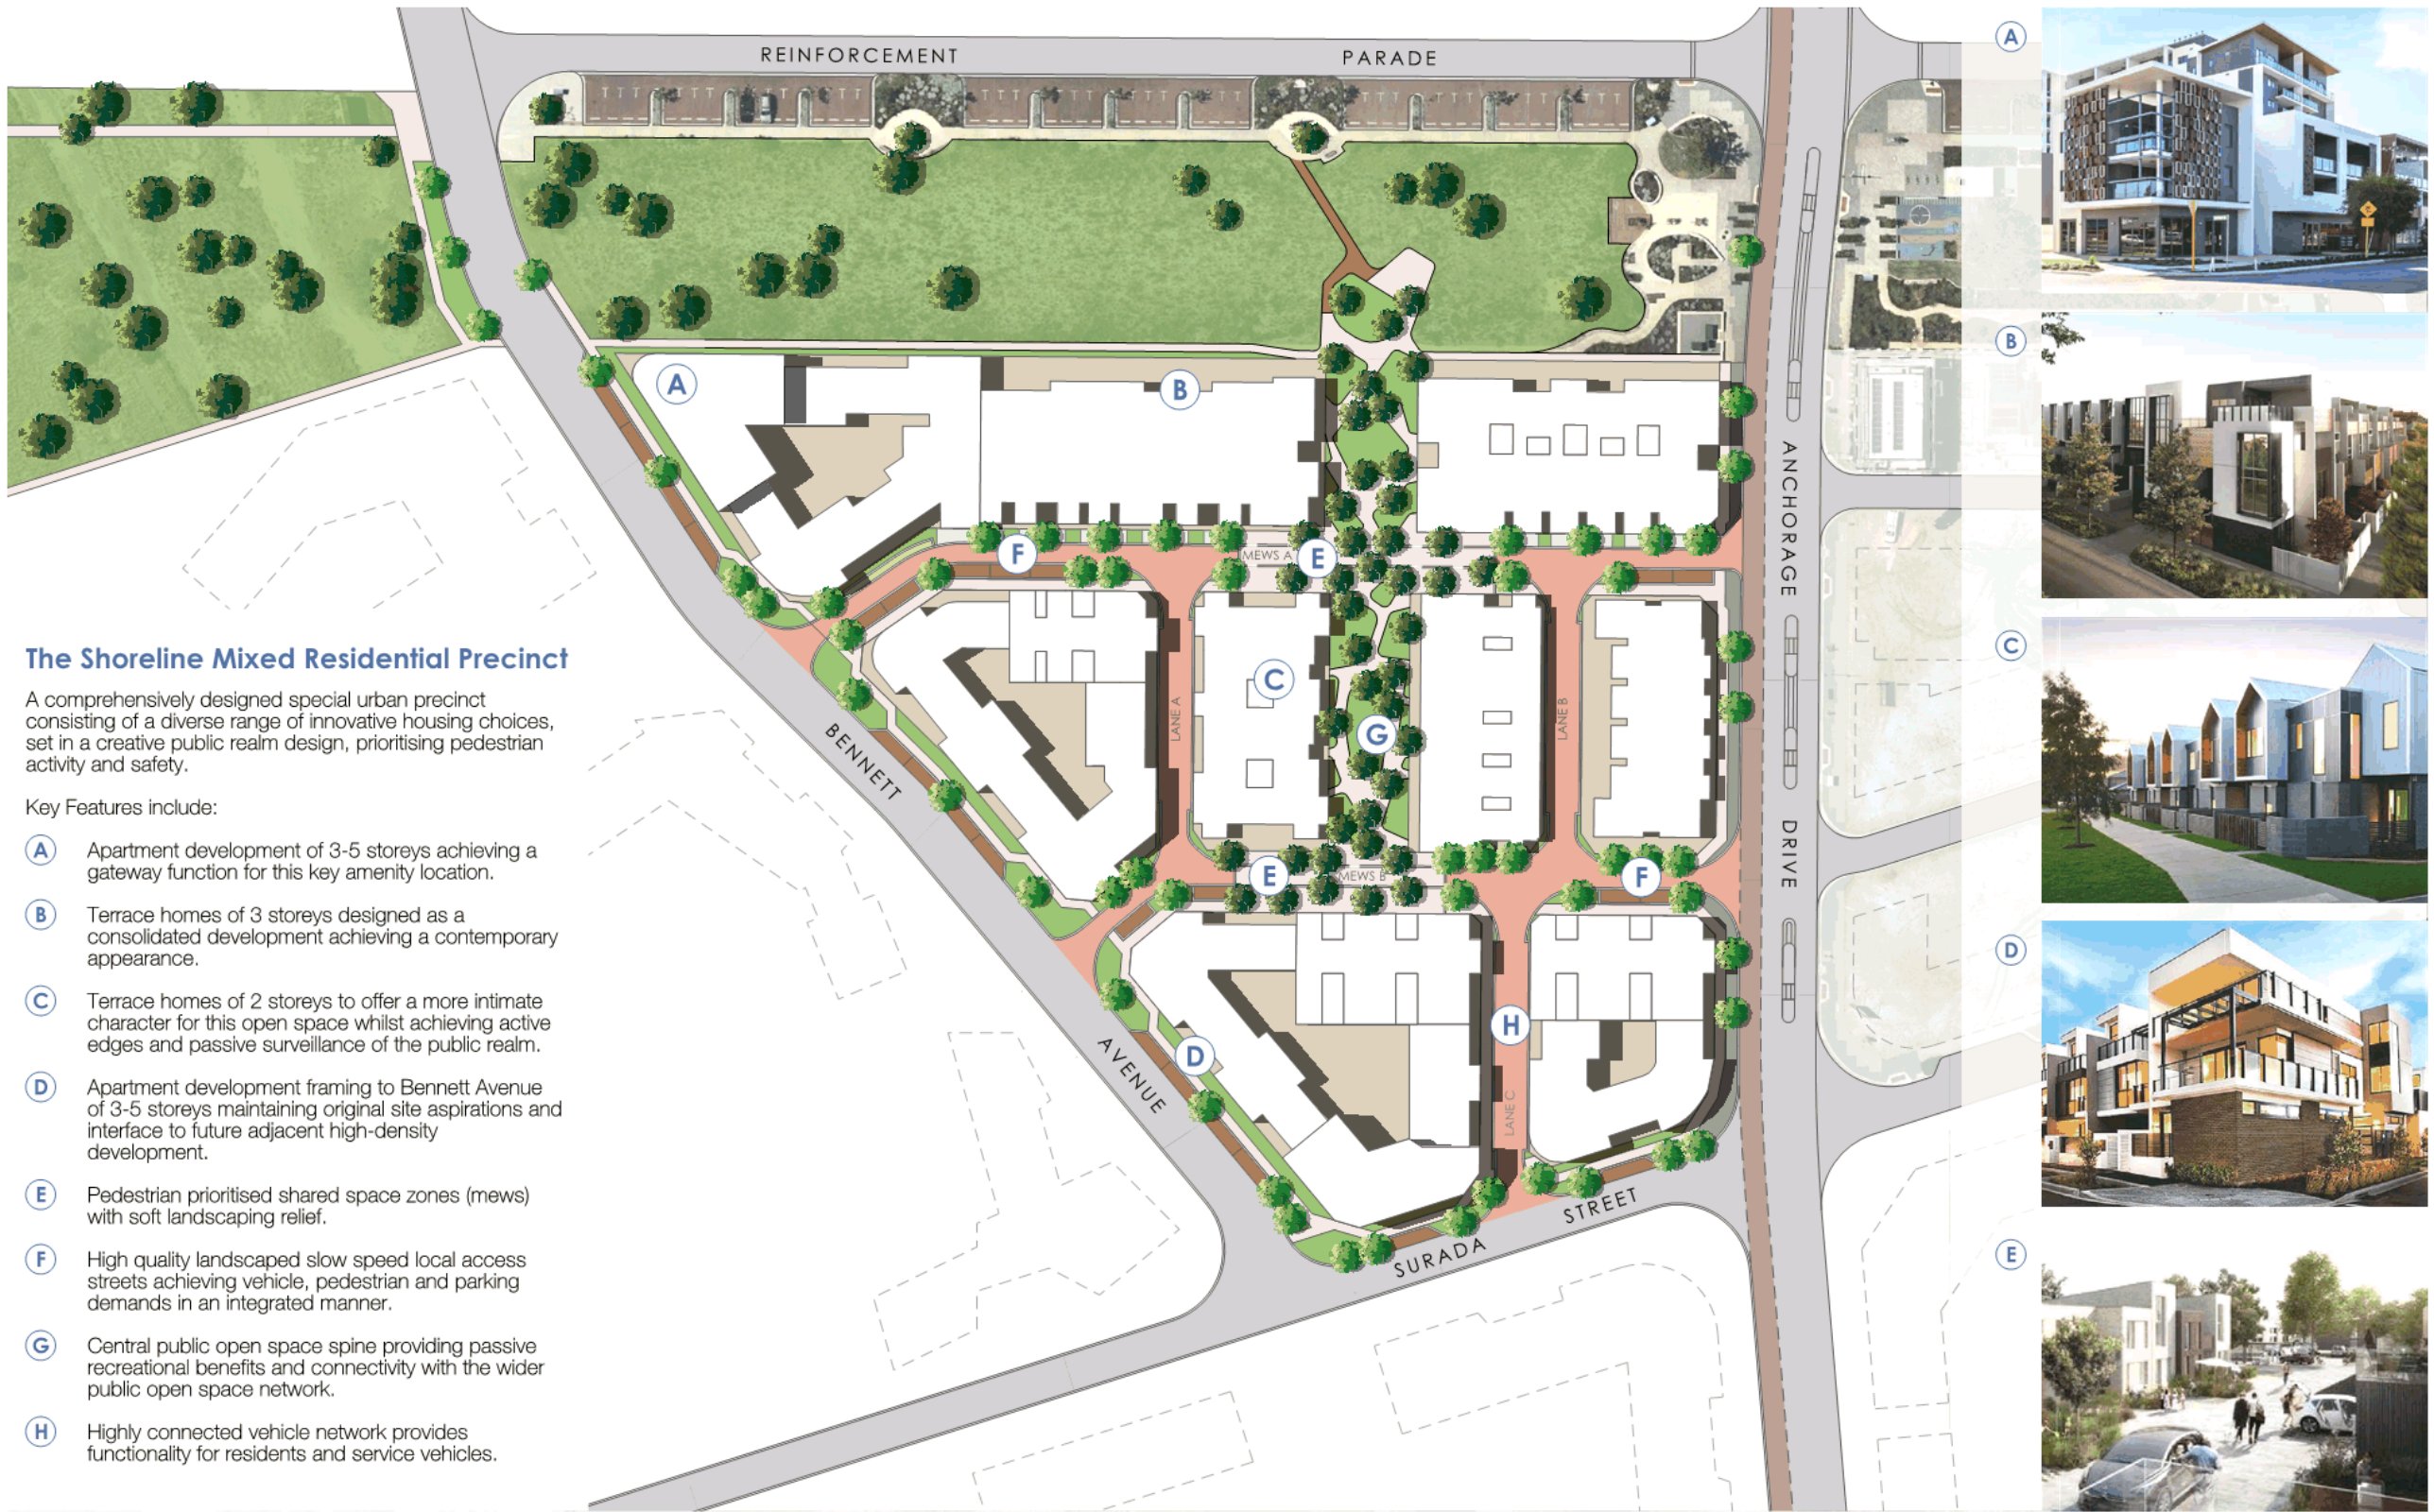 REINFORCEMENT PARADE
A
B
A
B
F
MEWS A
E
ANCHORAGE
C
The Shoreline Mixed Residential Precinct
A comprehensively designed special urban precinct
consisting of a diverse range of innovative housing choices,
set in a creative public realm design, prioritising pedestrian
activity and safety.
Key Features include:
A Apartment development of 3-5 storeys achieving a
gateway function for this key amenity location.
B Terrace homes of 3 storeys designed as a
consolidated development achieving a contemporary
appearance.
C Terrace homes of 2 storeys to offer a more intimate
character for this open space whilst achieving active
edges and passive surveillance of the public realm.
D Apartment development framing to Bennett Avenue
of 3-5 storeys maintaining original site aspirations and
interface to future adjacent high-density
development.
E Pedestrian prioritised shared space zones (mews)
with soft landscaping relief.
F High quality landscaped slow speed local access
streets achieving vehicle, pedestrian and parking
demands in an integrated manner.
G Central public open space spine providing passive
recreational benefits and connectivity with the wider
public open space network.
H Highly connected vehicle network provides
functionality for residents and service vehicles.
C
LANE A
G
LANE B
BENNETT
DRIVE
E
MEWS B
F
D
H
D
AVENUE
LANE C
STREET
SURADA
E